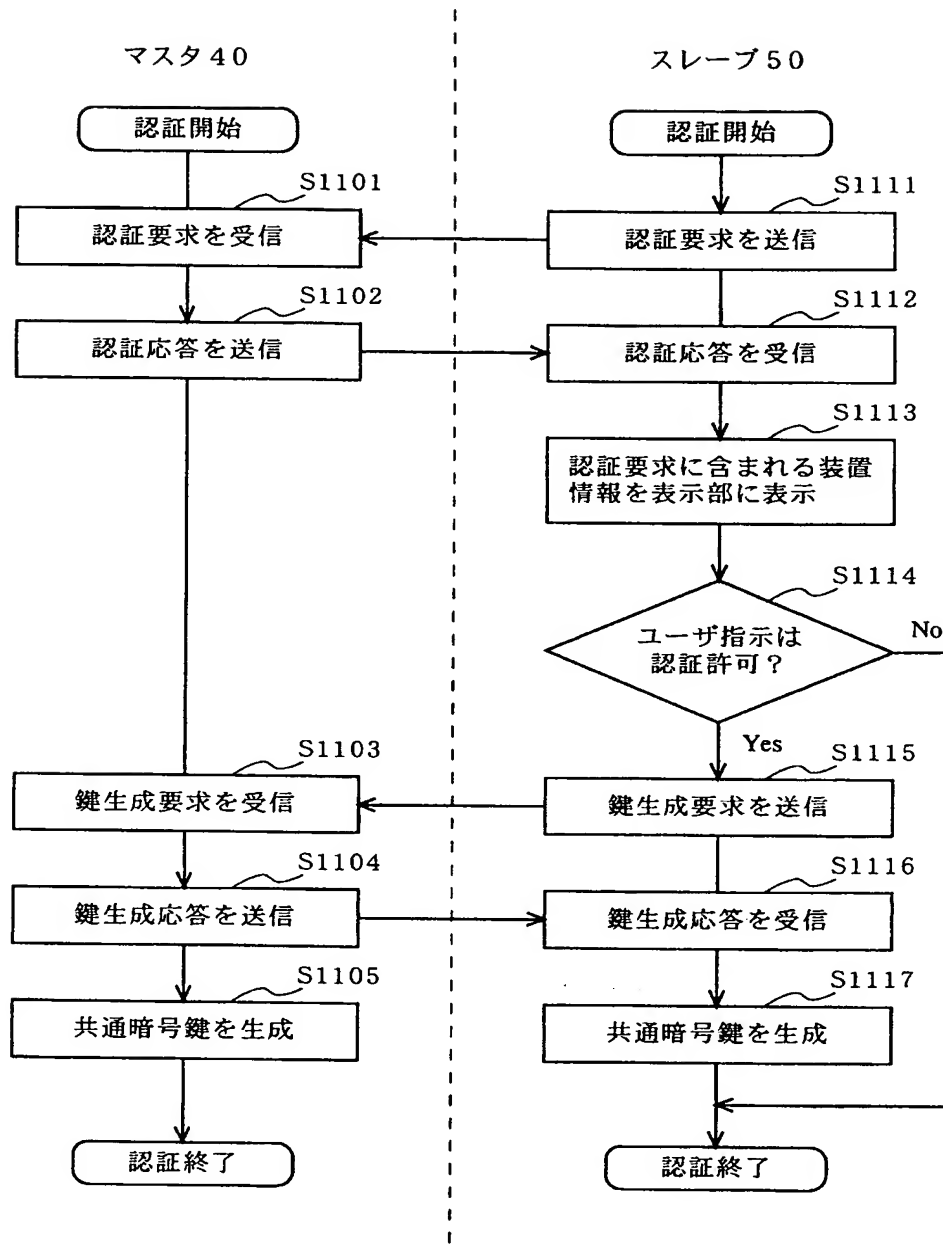 マスタ40
認証開始
S1101
認証要求を受信
S1102
認証応答を送信
S1103
鍵生成要求を受信
S1104
鍵生成応答を送信
S1105
共通暗号鍵を生成
認証終了
スレーブ50
認証開始
S1111
認証要求を送信
S1112
認証応答を受信
S1113
認証要求に含まれる装置
情報を表示部に表示
S1114
ユーザ指示は
認証許可?
No
Yes
S1115
鍵生成要求を送信
S1116
鍵生成応答を受信
S1117
共通暗号鍵を生成
認証終了